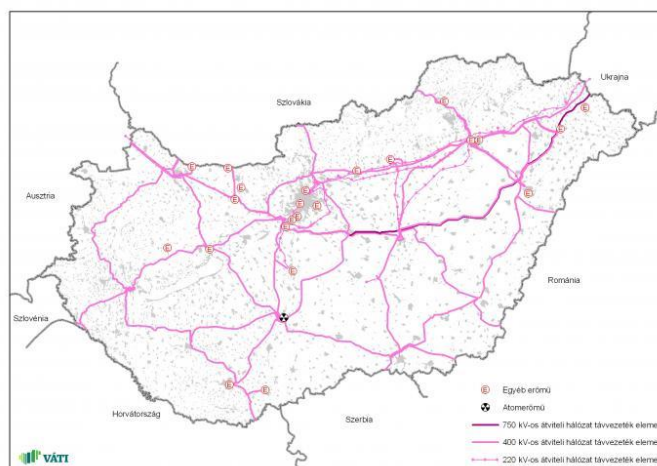 Ukrajna
Szlovákia
Ausztria
Románia
Szlovénia
Horvátország
Szerbia
E Egyéb erőmű
Atomerőmű
750 kV-os átviteli hálózat távvezeték eleme
400 kV-os átviteli hálózat távvezeték eleme
220 kV-os átviteli hálózat távvezeték eleme
VÁTI